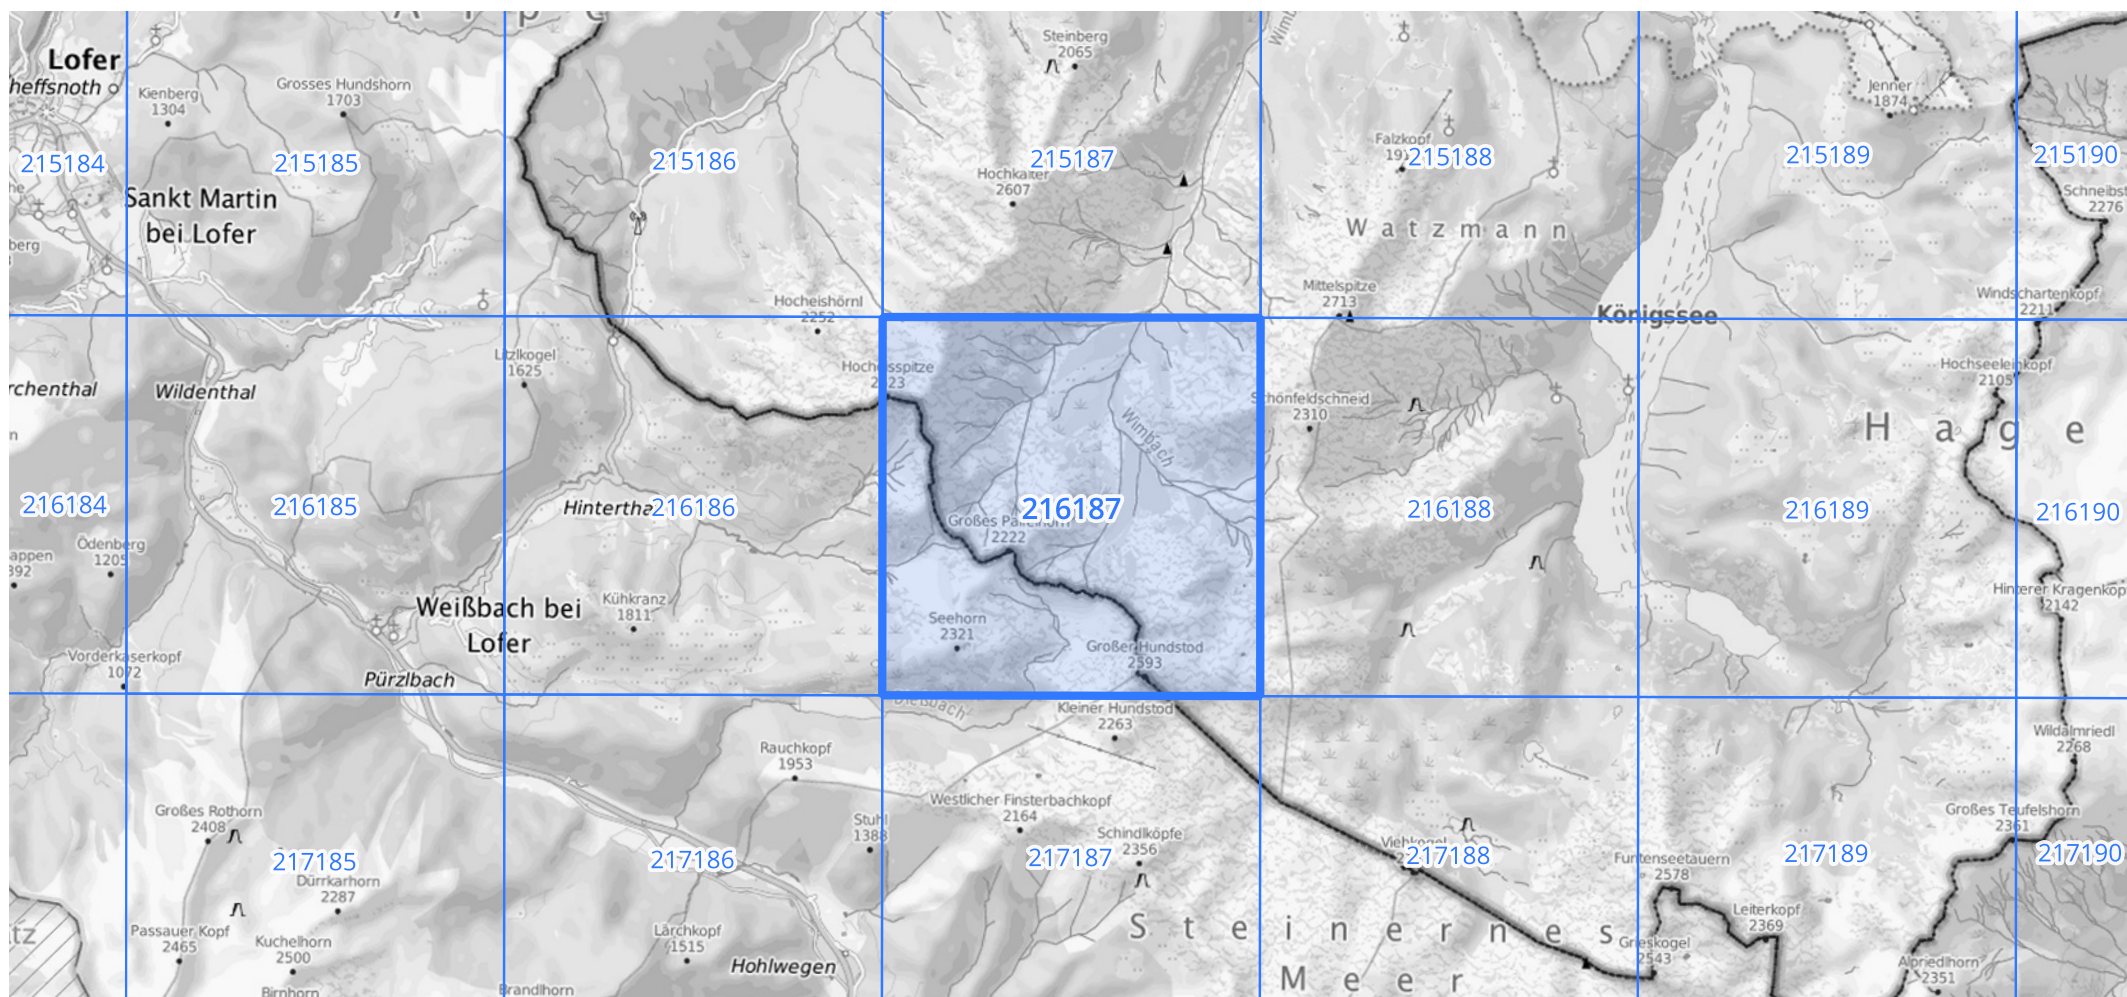 Lofer
heffsnoth
Kienberg
1304
Grosses Hundshorn
1703
Steinberg
2065
Jenner
1874
215184
215185
215186
215187
215188
215189
215190
Falzkopf
Hochkalter
2607
Schneibst
2276
Sankt Martin
bei Lofer
Watzmann
berg
Mittelspitze
2713
Hocheishörnl
2252
Königssee
Windschartenkopf
2211
Litzlkogel
1625
Hochseeleinkopf
2105
rchenthal
Wildenthal
Schönfeldschneid
2310
Wimbach
Hage
216184
216185
Hintertha
216186
216187
216188
216189
216190
2222
Ödenberg
1205
appen
392
Weißbach bei
Lofer
Kühkranz
1811
Seehorn
2321
Hinterer Kragenkop
2142
Großer Hundstod
2593
Vorderkaserkopf
1072
Pürzlbach
Dießbach
Kleiner Hundstod
2263
Wildalmriedl
2268
Rauchkopf
1953
Westlicher Finsterbachkopf
2164
Großes Rothorn
2408
Stuhl
1388
Schindlköpfe
2356
Großes Teufelshorn
2361
217185
217186
217187
217188
217189
217190
Dürrkarhorn
2287
Funtenseetauern
2578
Leiterkopf
2369
Passauer Kopf
2465
Kuchelhorn
2500
Lärchkopf
1515
Steinernes
Meer
Grieskogel
2543
Hohlwegen
Alpriedlhorn
2351
Birnhorn
Brandlhorn
tz